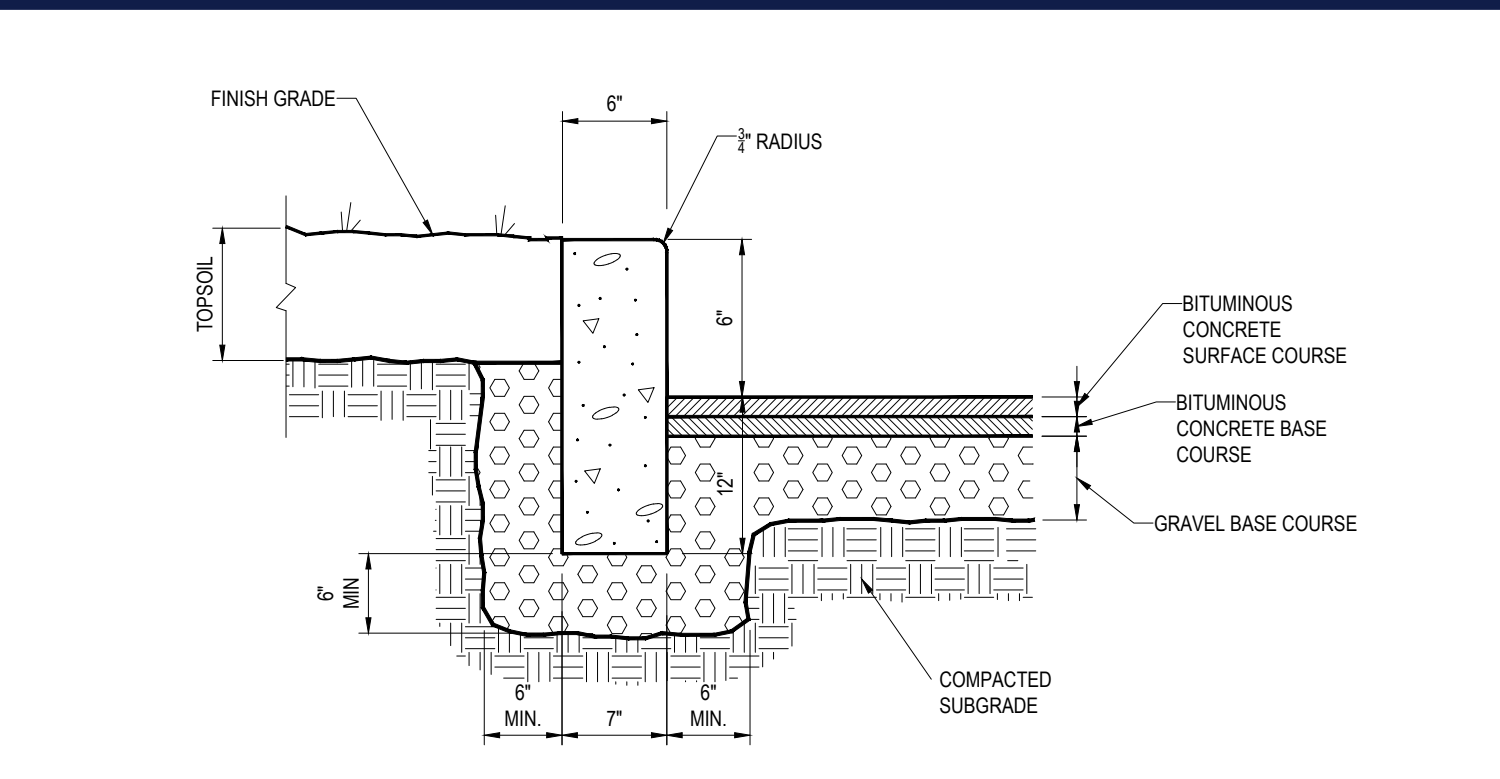 FINISH GRADE
6"
3/4" RADIUS
TOPSOIL
6"
BITUMINOUS
CONCRETE
SURFACE COURSE
BITUMINOUS
CONCRETE BASE
COURSE
12"
GRAVEL BASE COURSE
6"
MIN
COMPACTED
SUBGRADE
6"
MIN.
7"
6"
MIN.